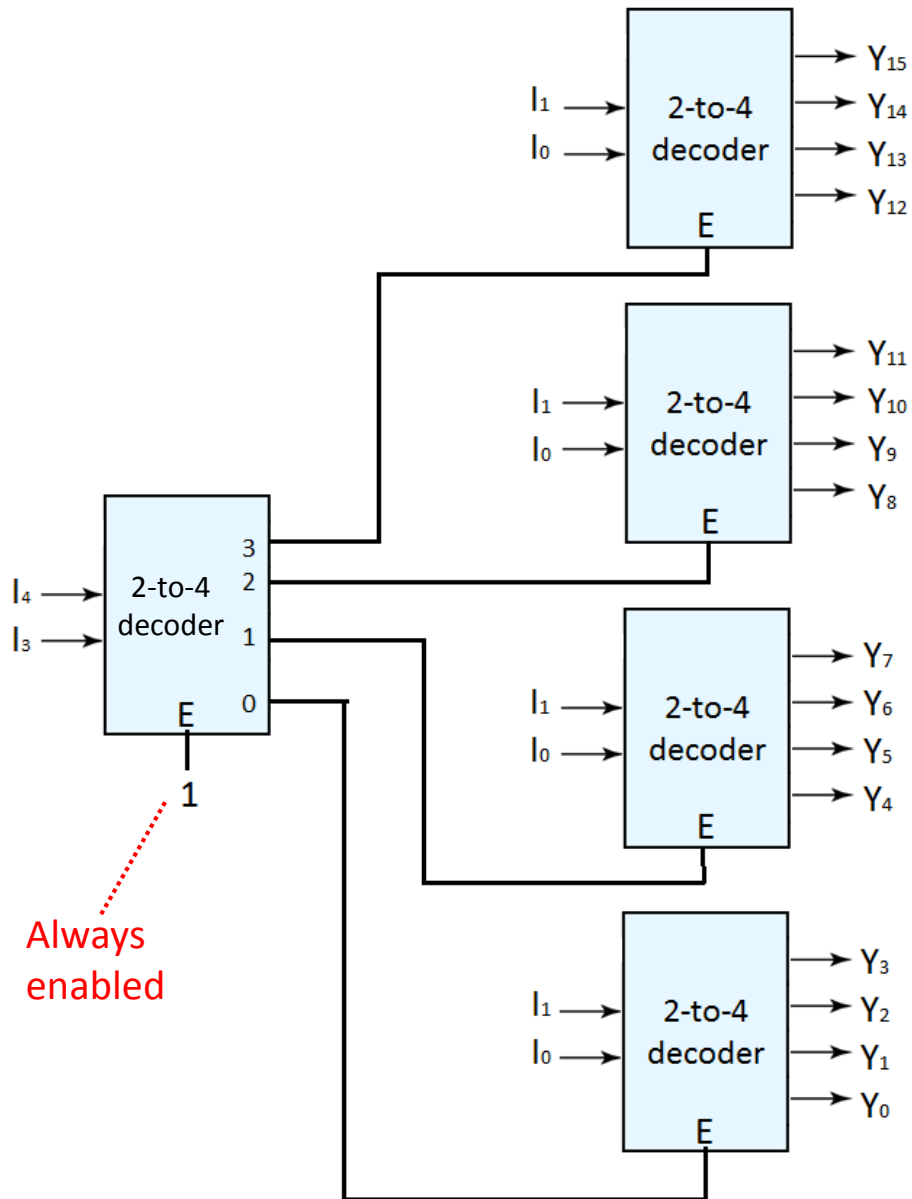 2-to-4
decoder
I₁
I₀
E
Y₁₅
Y₁₄
Y₁₃
Y₁₂
2-to-4
decoder
I₁
I₀
E
Y₁₁
Y₁₀
Y₉
Y₈
2-to-4
decoder
I₄
I₃
3
2
1
0
E
1
Always
enabled
2-to-4
decoder
I₁
I₀
E
Y₇
Y₆
Y₅
Y₄
2-to-4
decoder
I₁
I₀
E
Y₃
Y₂
Y₁
Y₀